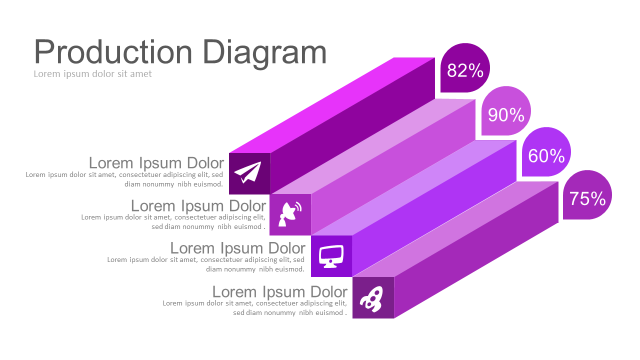 Production Diagram
Lorem ipsum dolor sit amet
82%
90%
60%
75%
Lorem Ipsum Dolor
Lorem ipsum dolor sit amet, consectetuer adipiscing elit, sed
diam nonummy nibh euismod.
Lorem Ipsum Dolor
Lorem ipsum dolor sit amet, consectetuer adipiscing elit,
sed diam nonummy nibh euismod .
Lorem Ipsum Dolor
Lorem ipsum dolor sit amet, consectetuer adipiscing elit, sed
diam nonummy nibh euismod.
Lorem Ipsum Dolor
Lorem ipsum dolor sit amet, consectetuer adipiscing elit,
sed diam nonummy nibh euismod .